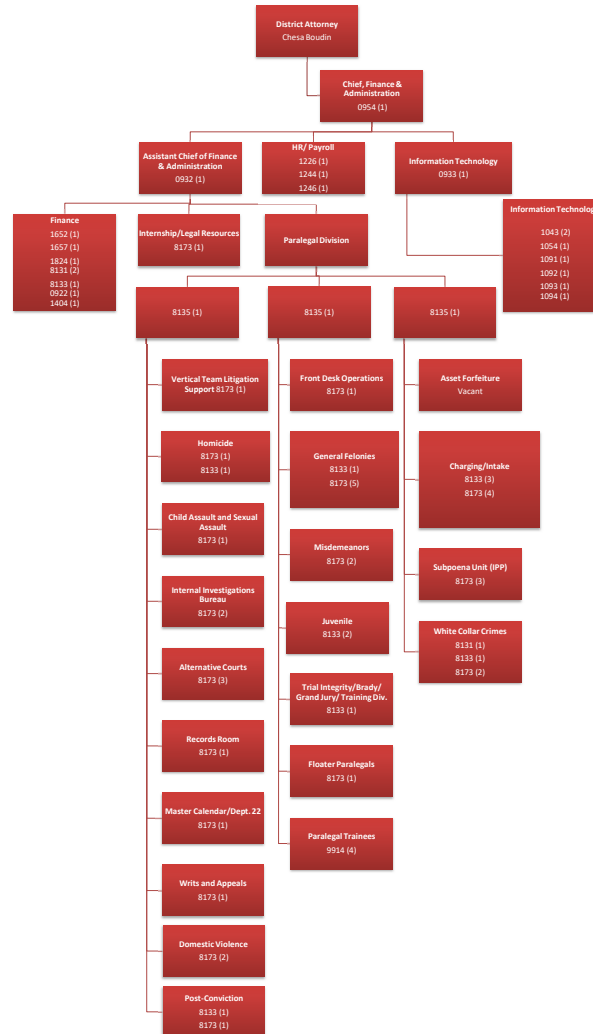 District Attorney
Chesa Boudin
Chief, Finance &
Administration
0954 (1)
Assistant Chief of Finance
& Administration
0932 (1)
HR/ Payroll
1226 (1)
1244 (1)
1246 (1)
Information Technology
0933 (1)
Finance
1652 (1)
1657 (1)
1824 (1)
8131 (2)
8133 (1)
0922 (1)
1404 (1)
Internship/Legal Resources
8173 (1)
Paralegal Division
Information Technolog
1043 (2)
1054 (1)
1091 (1)
1092 (1)
1093 (1)
1094 (1)
8135 (1)
8135 (1)
8135 (1)
Vertical Team Litigation
Support 8173 (1)
Homicide
8173 (1)
8133 (1)
Child Assault and Sexual
Assault
8173 (1)
Internal Investigations
Bureau
8173 (2)
Alternative Courts
8173 (3)
Records Room
8173 (1)
Master Calendar/Dept. 22
8173 (1)
Writs and Appeals
8173 (1)
Domestic Violence
8173 (2)
Post-Conviction
8133 (1)
8173 (1)
Front Desk Operations
8173 (1)
General Felonies
8133 (1)
8173 (5)
Misdemeanors
8173 (2)
Juvenile
8133 (2)
Trial Integrity/Brady/
Grand Jury/ Training Div.
8133 (1)
Floater Paralegals
8173 (1)
Paralegal Trainees
9914 (4)
Asset Forfeiture
Vacant
Charging/Intake
8133 (3)
8173 (4)
Subpoena Unit (IPP)
8173 (3)
White Collar Crimes
8131 (1)
8133 (1)
8173 (2)